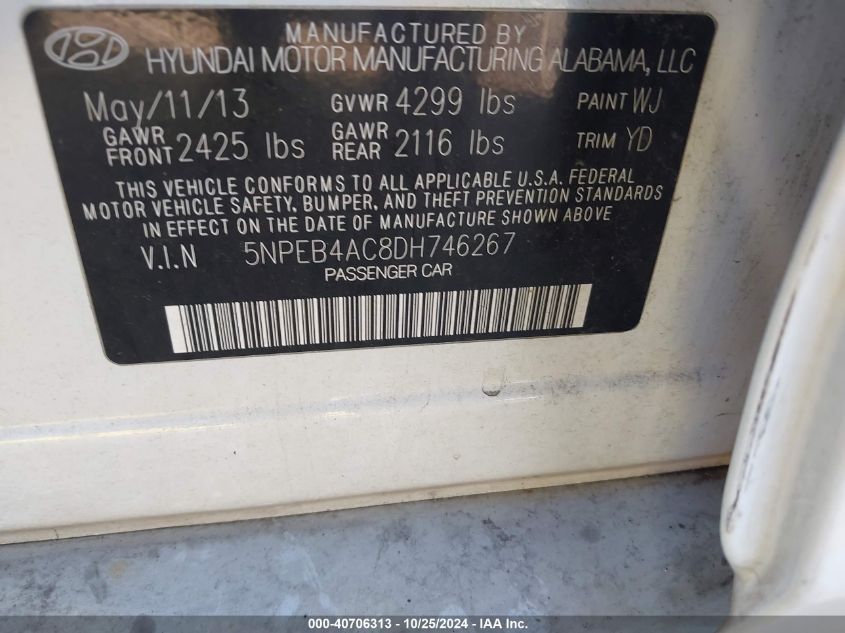 MANUFACTURED BY
HYUNDAI MOTOR MANUFACTURING ALABAMA, LLC
May/11/13 GVWR 4299 lbs PAINT WJ
GAWR FRONT 2425 lbs GAWR REAR 2116 lbs TRIM YD
THIS VEHICLE CONFORMS TO ALL APPLICABLE U.S.A. FEDERAL
MOTOR VEHICLE SAFETY, BUMPER, AND THEFT PREVENTION STANDARDS
IN EFFECT ON THE DATE OF MANUFACTURE SHOWN ABOVE.
V.I.N 5NPEB4AC8DH746267
PASSENGER CAR
000-40706313 - 10/25/2024 - IAA Inc.